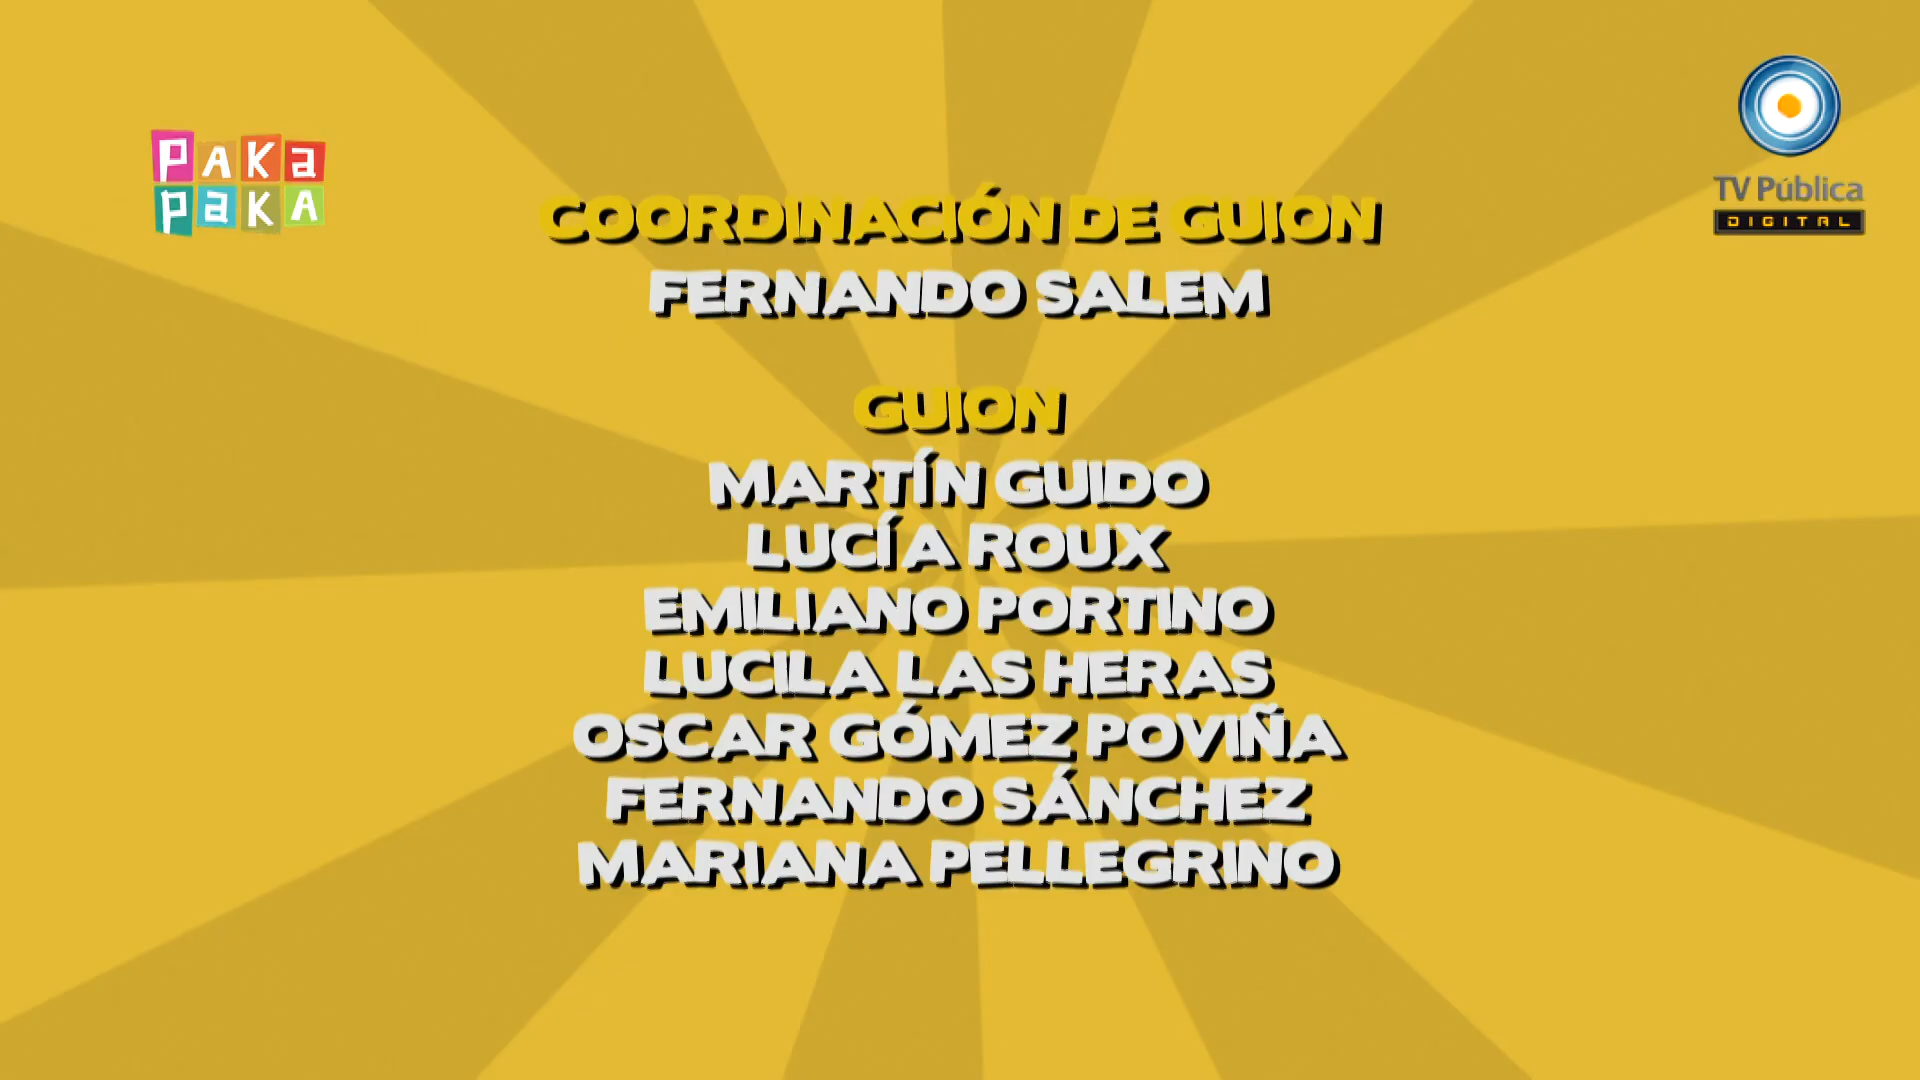 PAKA
PAKA
TV Pública
DIGITAL
COORDINACIÓN DE GUION
FERNANDO SALEM
GUION
MARTÍN GUIDO
LUCÍA ROUX
EMILIANO PORTINO
LUCILA LAS HERAS
OSCAR GÓMEZ POVIÑA
FERNANDO SÁNCHEZ
MARIANA PELLEGRINO